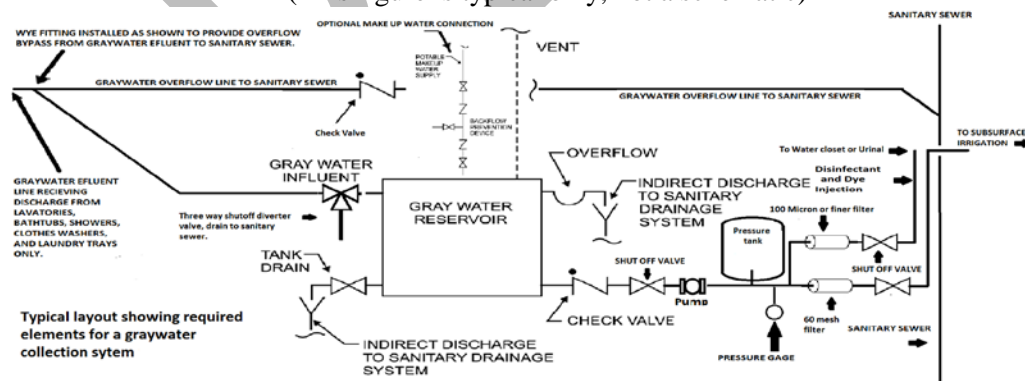 SANITARY SEWER
OPTIONAL MAKE UP WATER CONNECTION
WYE FITTING INSTALLED AS SHOWN TO PROVIDE OVERFLOW
BYPASS FROM GRAYWATER EFLUENT TO SANITARY SEWER.
VENT
POTABLE
MAKEUP
WATER
SUPPLY
GRAYWATER OVERFLOW LINE TO SANITARY SEWER
GRAYWATER OVERFLOW LINE TO SANITARY SEWER
Check Valve
BACKFLOW
PREVENTION
DEVICE
TO SUBSURFACE
IRRIGATION
To Water closet or Urinal
GRAY WATER
INFLUENT
OVERFLOW
Disinfectant
and Dye
Injection
GRAYWATER EFLUENT
LINE RECIEVING
DISCHARGE FROM
LAVATORIES,
BATHTUBS, SHOWERS,
CLOTHES WASHERS,
AND LAUNDRY TRAYS
ONLY.
INDIRECT DISCHARGE
TO SANITARY
DRAINAGE
SYSTEM
GRAY WATER
RESERVOIR
Three way shutoff diverter
valve, drain to sanitary
sewer.
100 Micron or finer filter
Pressure
tank
TANK
DRAIN
SHUT OFF VALVE
SHUT OFF VALVE
Pump
CHECK VALVE
60 mesh
filter
SANITARY SEWER
Typical layout showing required
elements for a graywater
collection sytem
INDIRECT DISCHARGE
TO SANITARY DRAINAGE
SYSTEM
PRESSURE GAGE